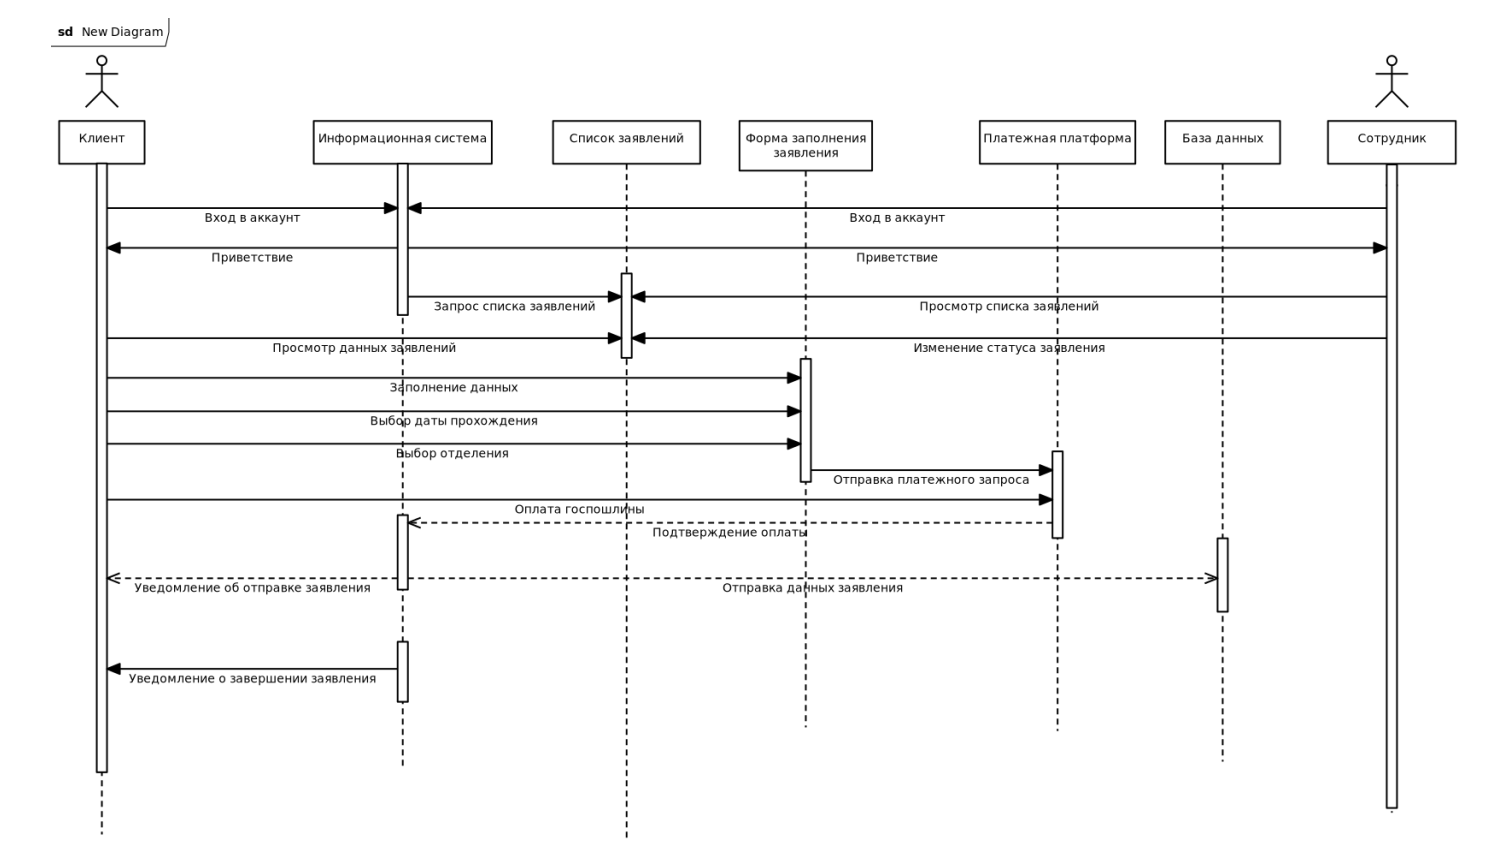 sd New Diagram
Клиент
Информационная система
Список заявлений
Форма заполнения
заявления
Платежная платформа
База данных
Сотрудник
Вход в аккаунт
Вход в аккаунт
Приветствие
Приветствие
Запрос списка заявлений
Просмотр списка заявлений
Просмотр данных заявлений
Изменение статуса заявления
Заполнение данных
Выбор даты прохождения
Выбор отделения
Отправка платежного запроса
Оплата госпошлины
Подтверждение оплаты
Уведомление об отправке заявления
Отправка данных заявления
Уведомление о завершении заявления